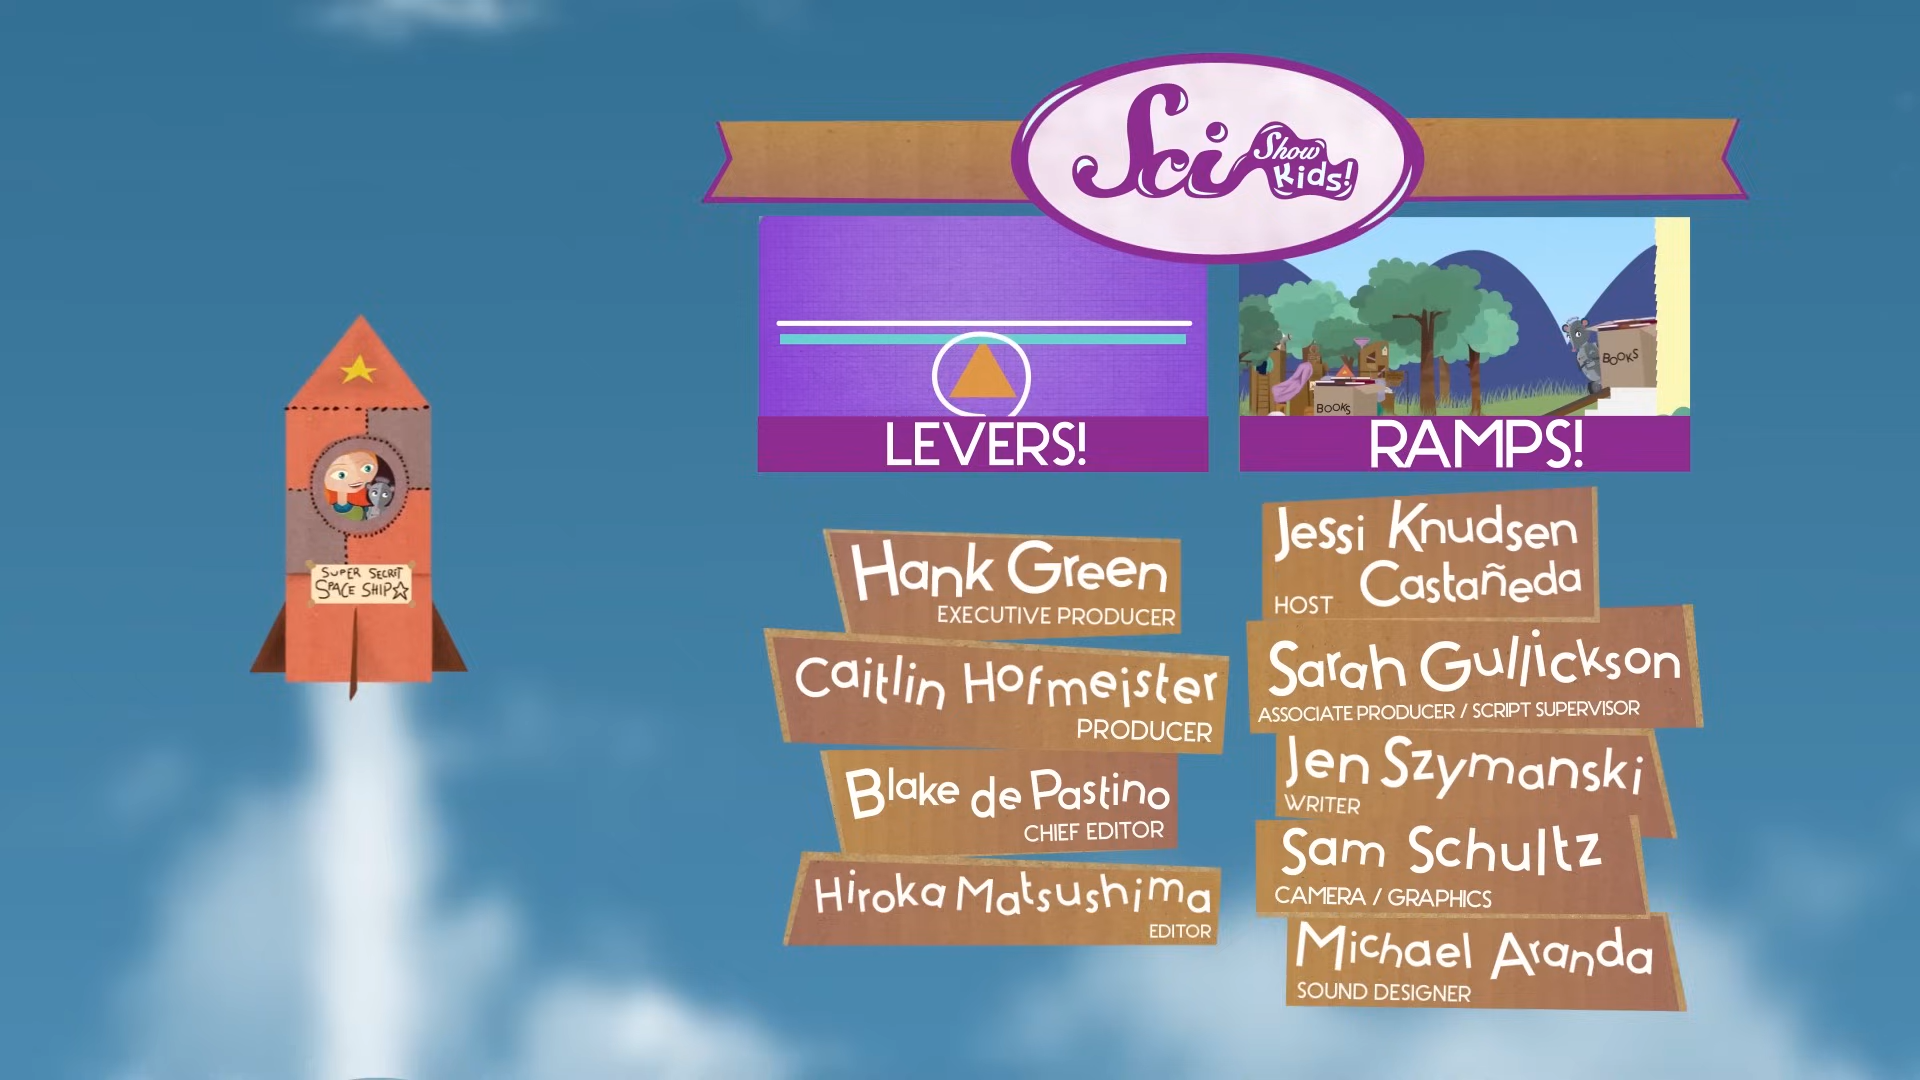 Sci Show
Kids!
LEVERS!
BOOKS
BOOKS
RAMPS!
SUPER SECRET
SPACE SHIP
Hank Green
EXECUTIVE PRODUCER
Caitlin Hofmeister
PRODUCER
Blake de Pastino
CHIEF EDITOR
Hiroka Matsushima
EDITOR
Jessi Knudsen
Castañeda
HOST
Sarah Gullickson
ASSOCIATE PRODUCER / SCRIPT SUPERVISOR
Jen Szymanski
WRITER
Sam Schultz
CAMERA / GRAPHICS
Michael Aranda
SOUND DESIGNER